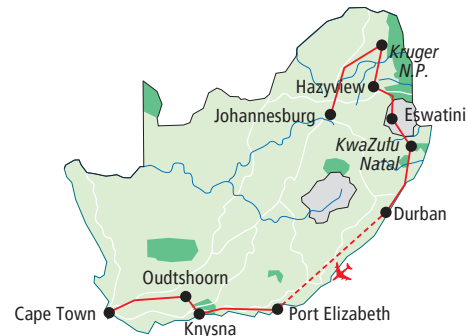 Kruger
N.P.
Hazyview
Johannesburg
Eswatini
KwaZulu
Natal
Durban
Oudtshoorn
Cape Town
Knysna
Port Elizabeth